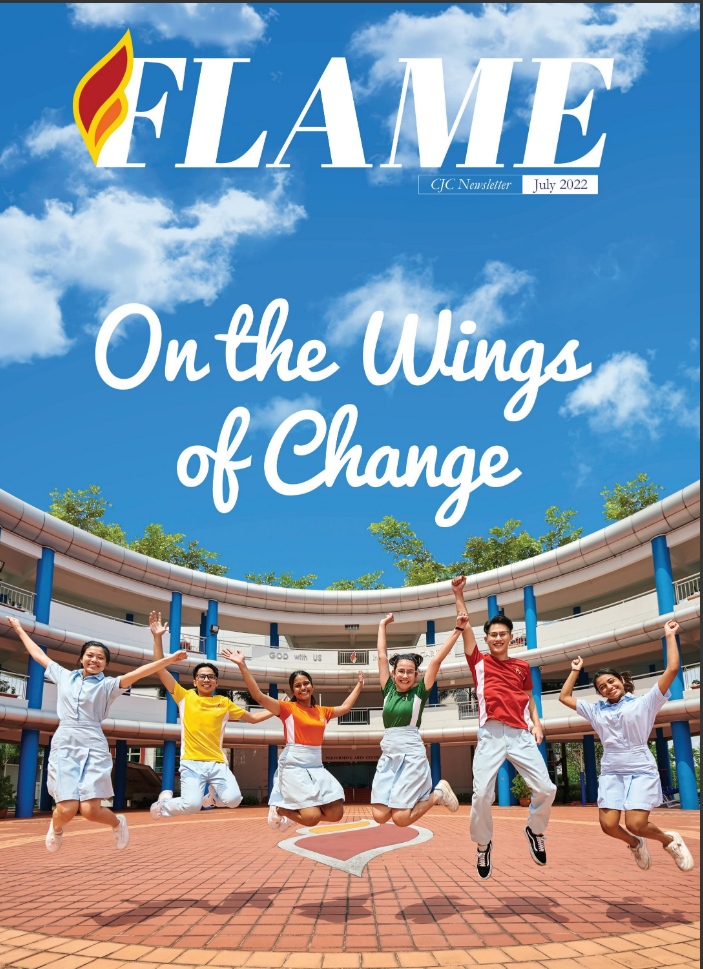 FLAME
CJC Newsletter July 2022
On the Wings
of Change
GOD with US